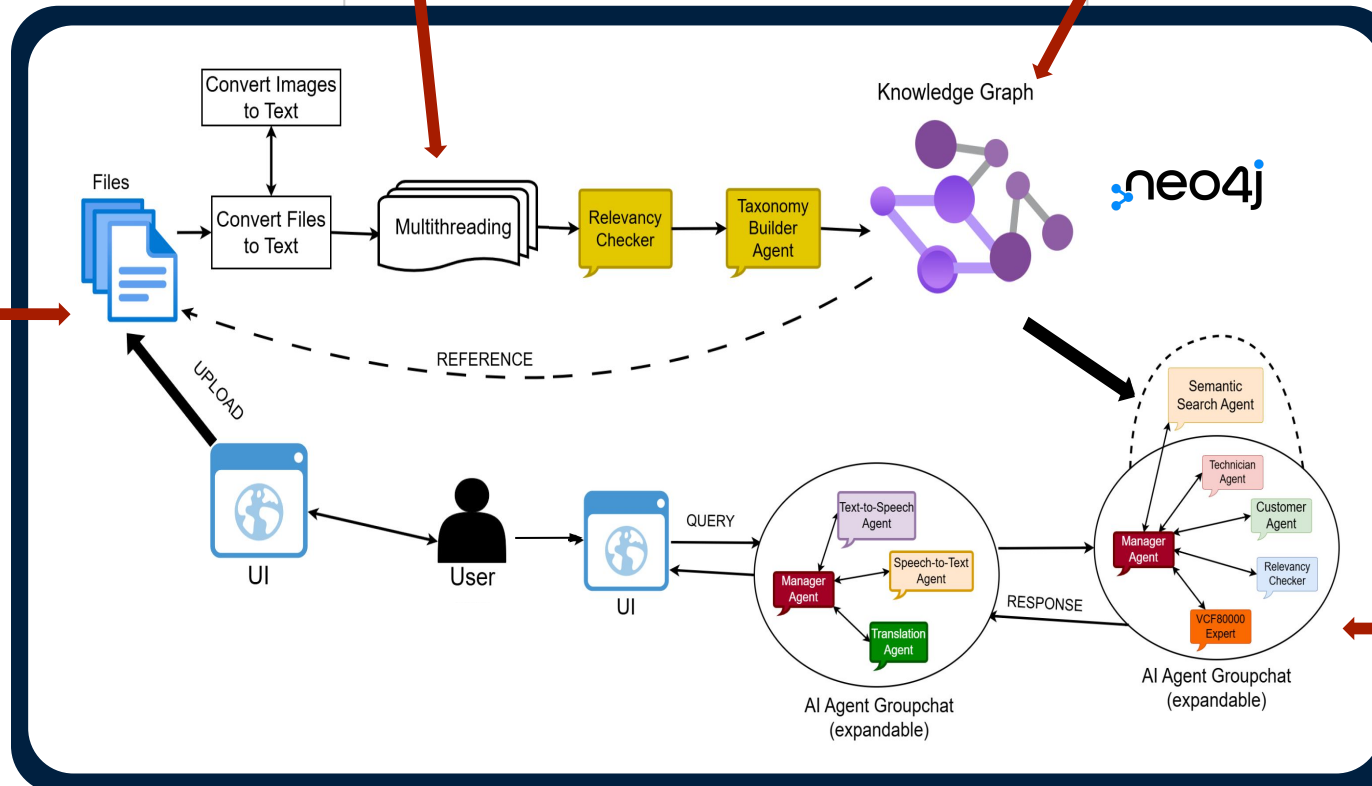 Convert Images
to Text
Knowledge Graph
neo4j
Files
Convert Files
to Text
Multithreading
Relevancy
Checker
Taxonomy
Builder
Agent
REFERENCE
UPLOAD
Semantic
Search Agent
Technician
Agent
Customer
Agent
Manager
Agent
Relevancy
Checker
VCF80000
Expert
AI Agent Groupchat
(expandable)
UI
User
UI
QUERY
RESPONSE
Text-to-Speech
Agent
Speech-to-Text
Agent
Manager
Agent
Translation
Agent
AI Agent Groupchat
(expandable)